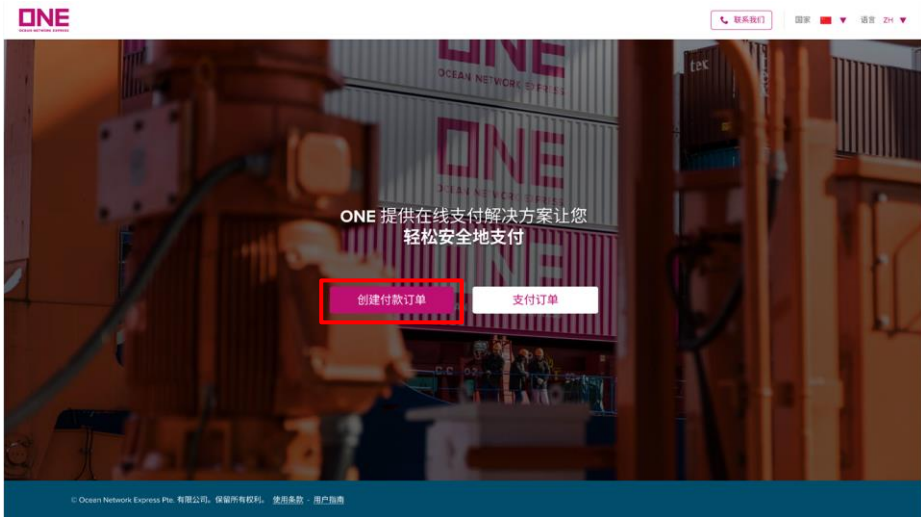 ONE
OCEAN NETWORK EXPRESS
联系我们
国家
语言 ZH
ONE
OCEAN NETWORK EXPRESS
tex
tex
ONE
OCEAN NETWORK EXPRESS
ONE 提供在线支付解决方案让您
轻松安全地支付
创建付款订单
支付订单
© Ocean Network Express Pte. 有限公司。保留所有权利。 使用条款 - 用户指南